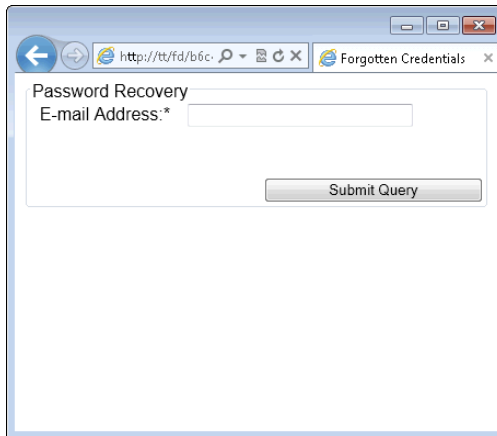 http://tt/fd/b6c
Forgotten Credentials
Password Recovery
E-mail Address:*
Submit Query